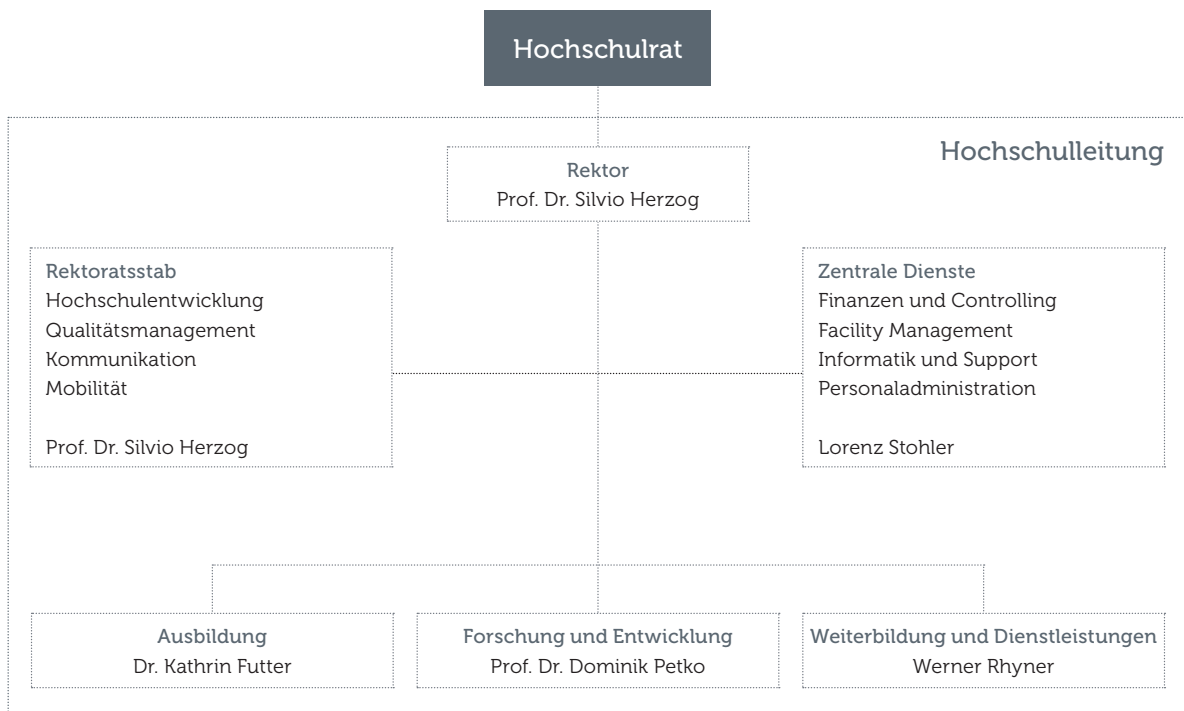 Hochschulrat
Hochschulleitung
Rektor
Prof. Dr. Silvio Herzog
Rektoratsstab
Hochschulentwicklung
Qualitätsmanagement
Kommunikation
Mobilität
Prof. Dr. Silvio Herzog
Zentrale Dienste
Finanzen und Controlling
Facility Management
Informatik und Support
Personaladministration
Lorenz Stohler
Ausbildung
Dr. Kathrin Futter
Forschung und Entwicklung
Prof. Dr. Dominik Petko
Weiterbildung und Dienstleistungen
Werner Rhyner